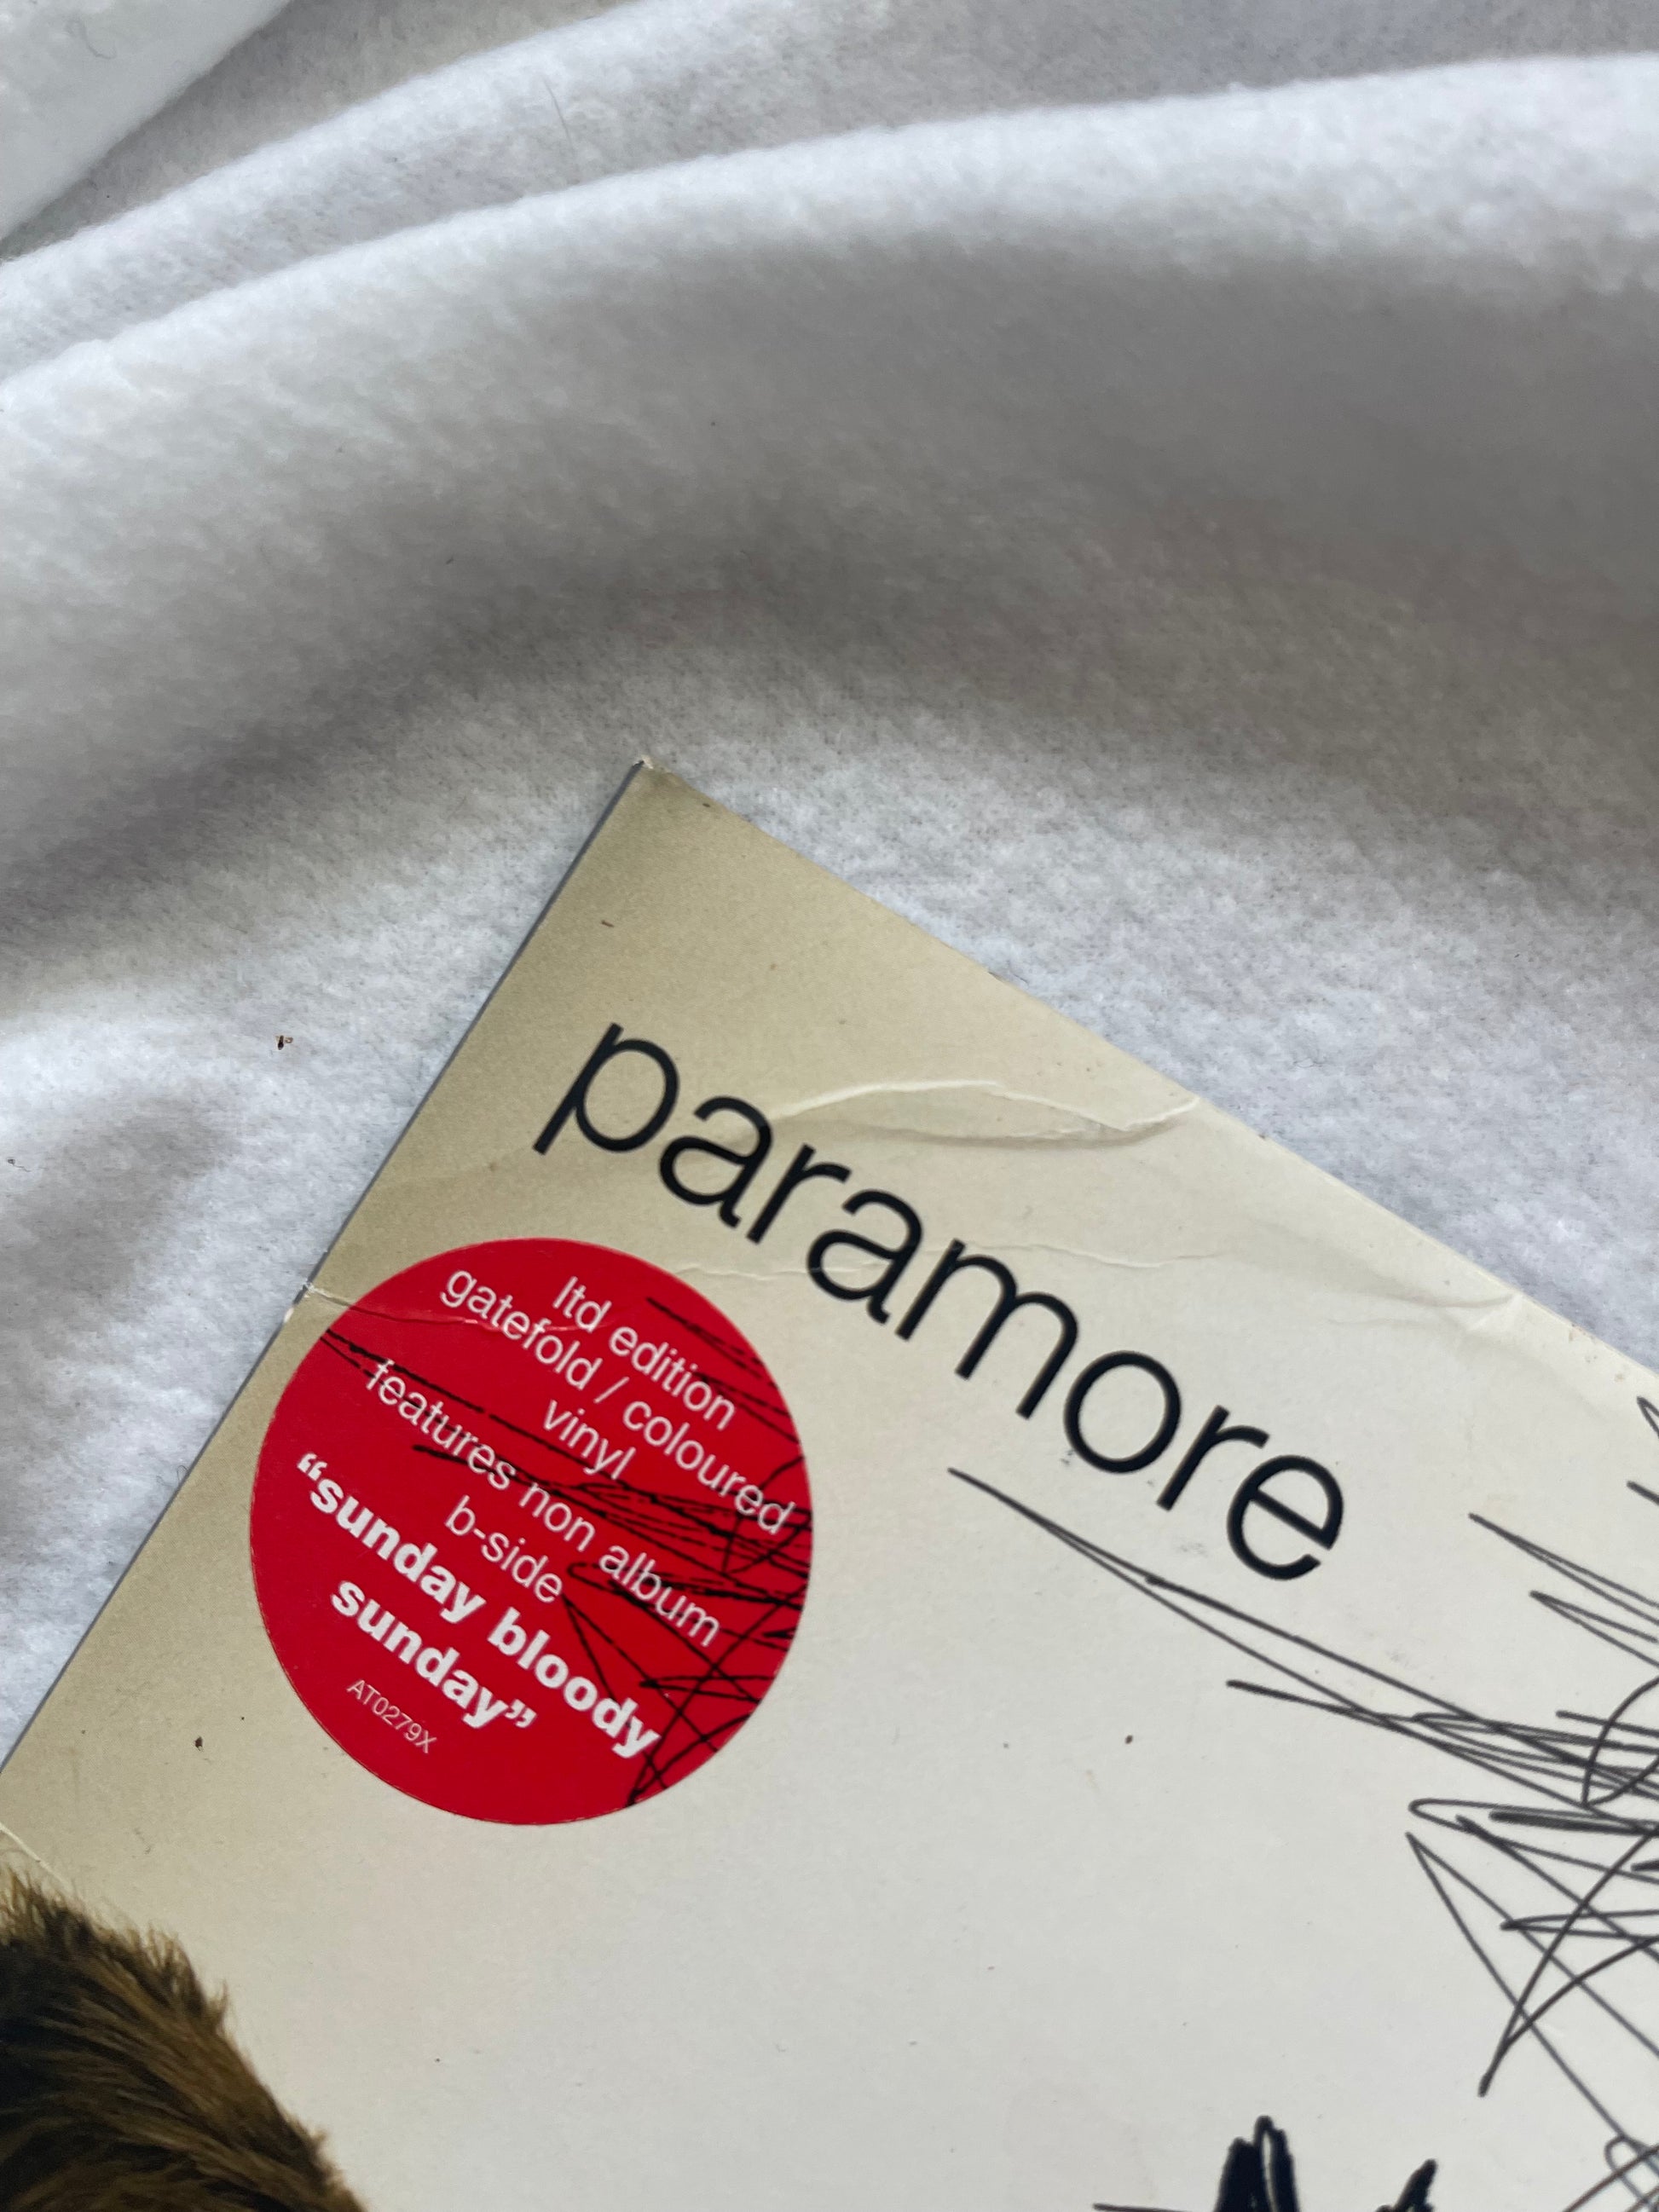 paramore
ltd edition
gatefold / coloured
vinyl
features non album
b-side
“sunday bloody
sunday”
AT0279X